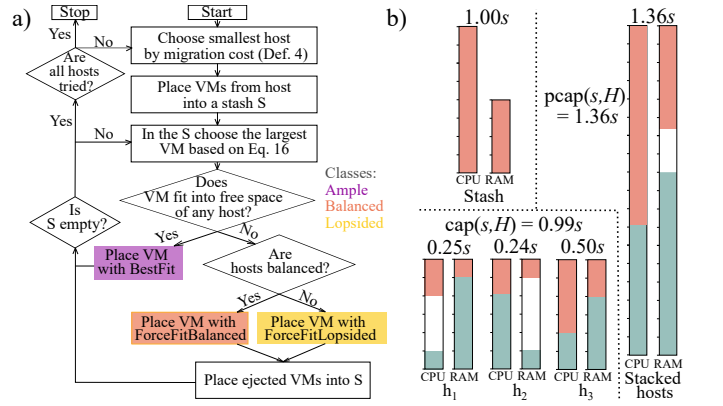 a)
Stop
Start
Yes
No
Choose smallest host
by migration cost (Def. 4)
Are
all hosts
tried?
Place VMs from host
into a stash S
Yes
No
In the S choose the largest
VM based on Eq. 16
Does
VM fit into free space
of any host?
Classes:
Ample
Balanced
Lopsided
Is
S empty?
Yes
No
Place VM
with BestFit
Are
hosts balanced?
Yes
No
Place VM with
ForceFitBalanced
Place VM with
ForceFitLopsided
Place ejected VMs into S
b)
1.00s
CPU RAM
Stash
pcap(s,H)
= 1.36s
1.36s
CPU RAM
Stacked
hosts
cap(s,H) = 0.99s
0.25s 0.24s 0.50s
CPU RAM CPU RAM CPU RAM
h1 h2 h3